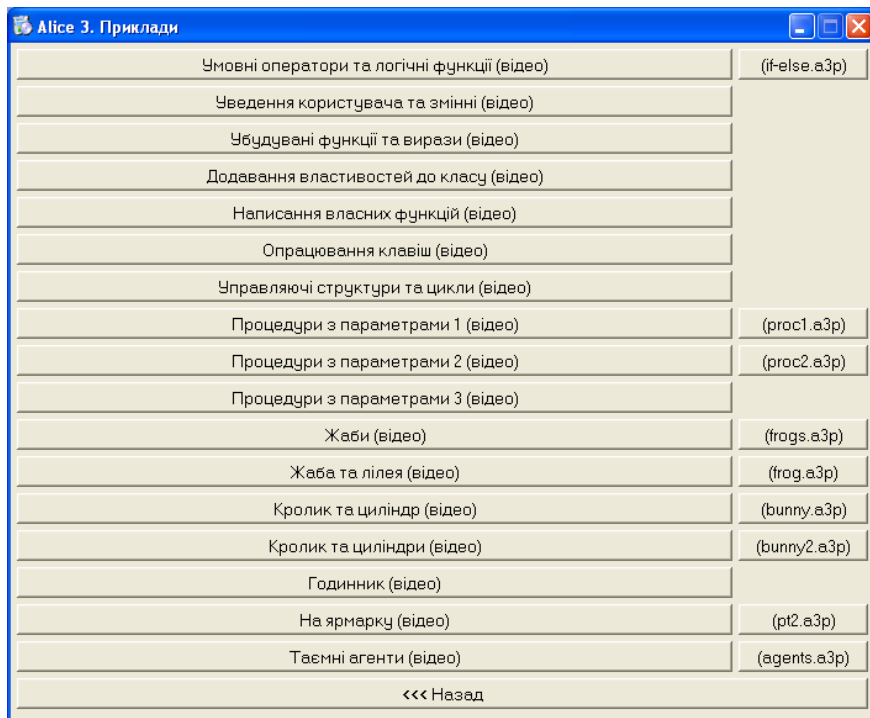 Alice 3. Приклади
Умовні оператори та логічні функції (відео) (if-else.a3p)
Уведення користувача та змінні (відео)
Убудувані функції та вирази (відео)
Додавання властивостей до класу (відео)
Написання власних функцій (відео)
Опрацювання клавіш (відео)
Управляючі структури та цикли (відео)
Процедури з параметрами 1 (відео) (proc1.a3p)
Процедури з параметрами 2 (відео) (proc2.a3p)
Процедури з параметрами 3 (відео)
Жаби (відео) (frogs.a3p)
Жаба та лілея (відео) (frog.a3p)
Кролик та циліндр (відео) (bunny.a3p)
Кролик та циліндри (відео) (bunny2.a3p)
Годинник (відео)
На ярмарку (відео) (pt2.a3p)
Таємні агенти (відео) (agents.a3p)
<<< Назад